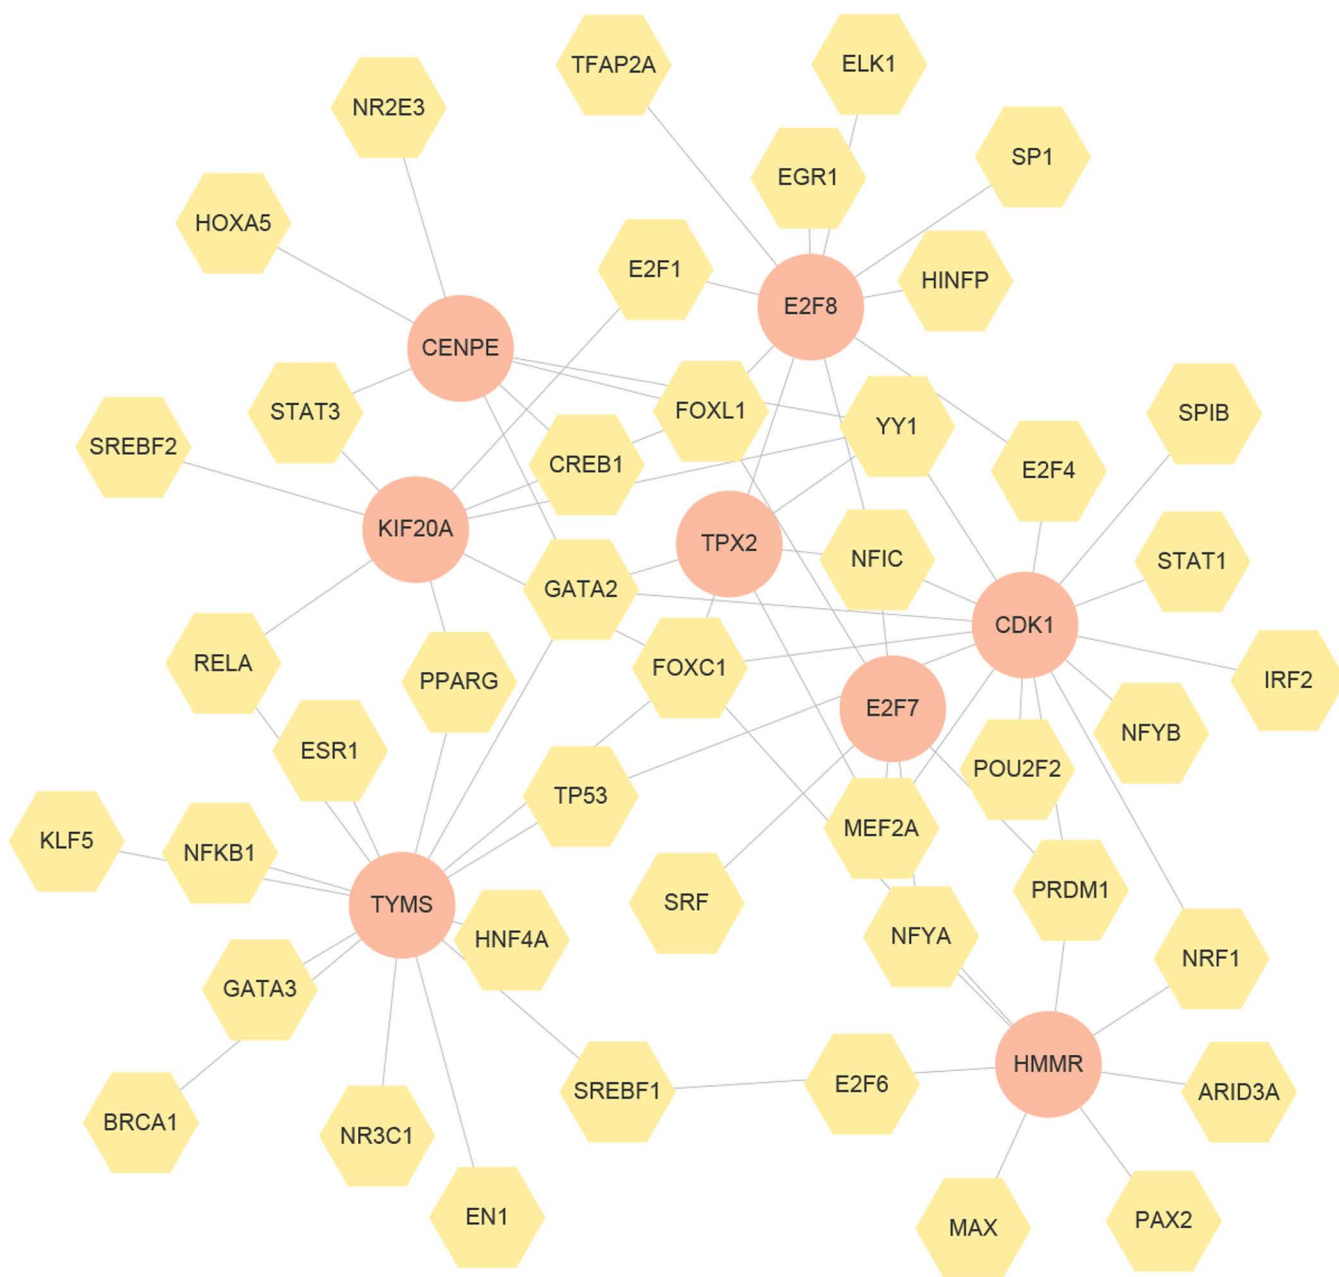 TFAP2A
ELK1
NR2E3
SP1
EGR1
HOXA5
E2F1
HINFP
E2F8
CENPE
STAT3
FOXL1
SPIB
YY1
SREBF2
CREB1
E2F4
KIF20A
TPX2
NFIC
STAT1
GATA2
CDK1
RELA
FOXC1
PPARG
IRF2
E2F7
NFYB
ESR1
POU2F2
TP53
MEF2A
KLF5
NFKB1
PRDM1
SRF
TYMS
NFYA
HNF4A
NRF1
GATA3
HMMR
E2F6
SREBF1
ARID3A
BRCA1
NR3C1
EN1
PAX2
MAX